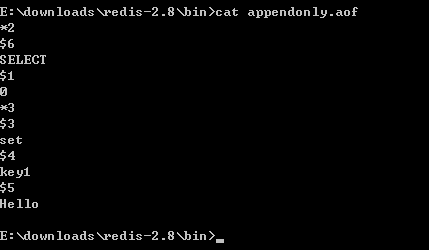 E:\downloads\redis-2.8\bin>cat appendonly.aof
*2
$6
SELECT
$1
0
*3
$3
set
$4
key1
$5
Hello
E:\downloads\redis-2.8\bin>_